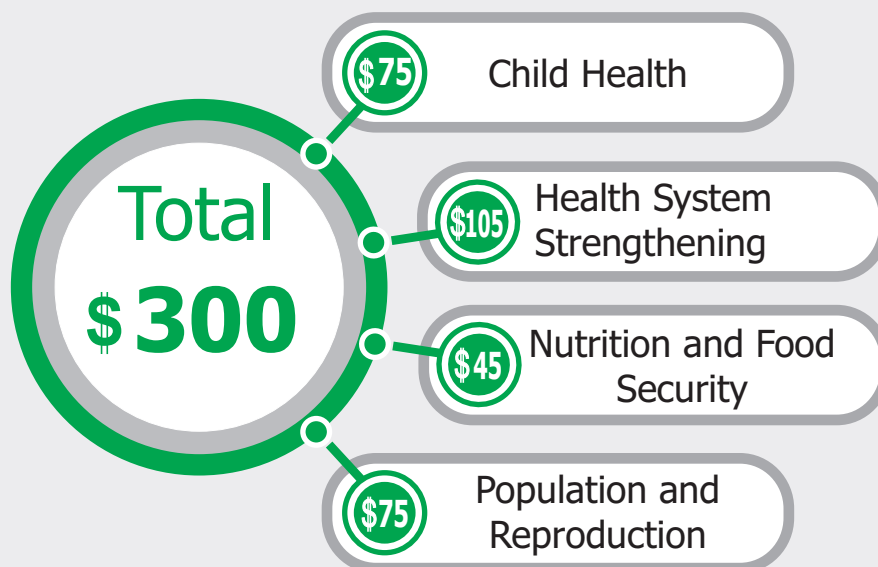 $75
Child Health
Total
$300
$105
Health System
Strengthening
$45
Nutrition and Food
Security
$75
Population and
Reproduction